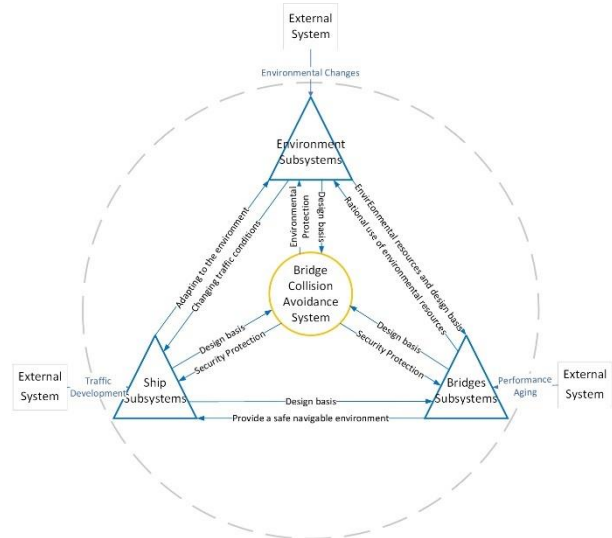 External
System
Environmental Changes
Environment
Subsystems
Adapting to the environment
Changing traffic conditions
Environmental
Protection
Design basis
EnvirEonmental resources and design basis
Rational use of environmental resources
Bridge
Collision
Avoidance
System
Design basis
Security Protection
Design basis
Security Protection
External
System
Traffic
Development
Ship
Subsystems
Design basis
Provide a safe navigable environment
Bridges
Subsystems
Performance
Aging
External
System